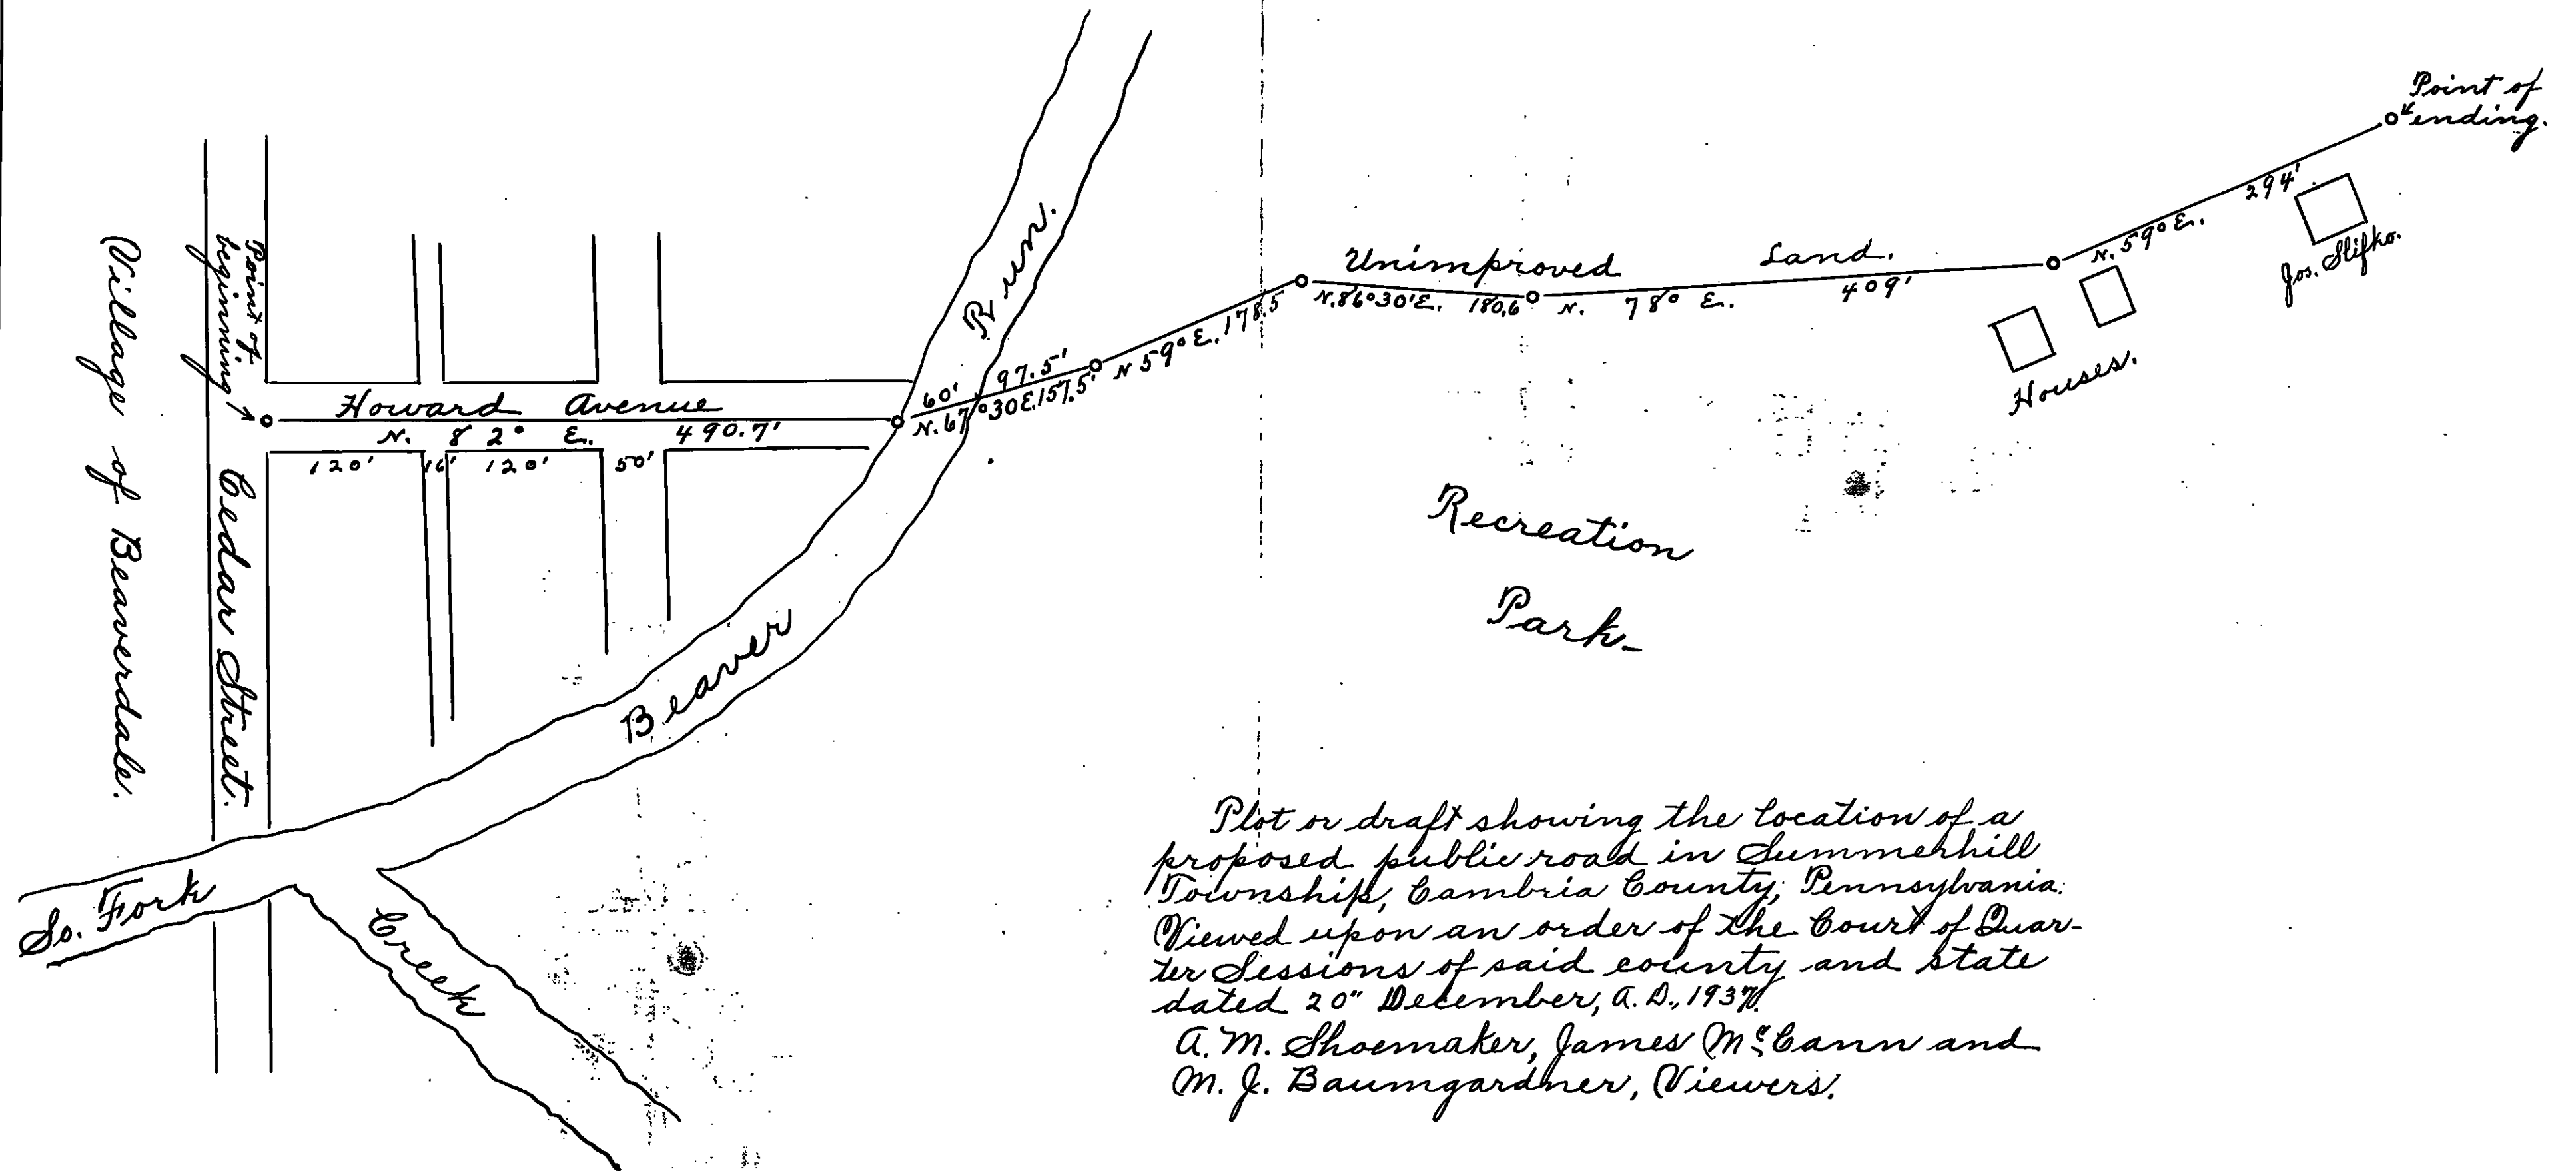 Village of Beaverdale.
Point of
beginning
Cedar Street.
Howard Avenue
N. 82° E. 490.7'
120' 16' 120' 50'
Beaver Run.
So. Fork
Creek
60' 97.5'
N. 67°30E. 157.5'
N 59° E. 178.5
Unimproved Land.
N. 86°30'E. 180.6
N. 78° E. 409'
N. 59° E. 294'
Point of
ending.
Jos. Slifko.
Houses.
Recreation
Park
Plot or draft showing the location of a
proposed public road in Summerhill
Township, Cambria County, Pennsylvania.
Viewed upon an order of the Court of Quar-
ter Sessions of said county and state
dated 20" December, A.D., 1937.
A. M. Shoemaker, James McCann and
M. J. Baumgardner, Viewers.